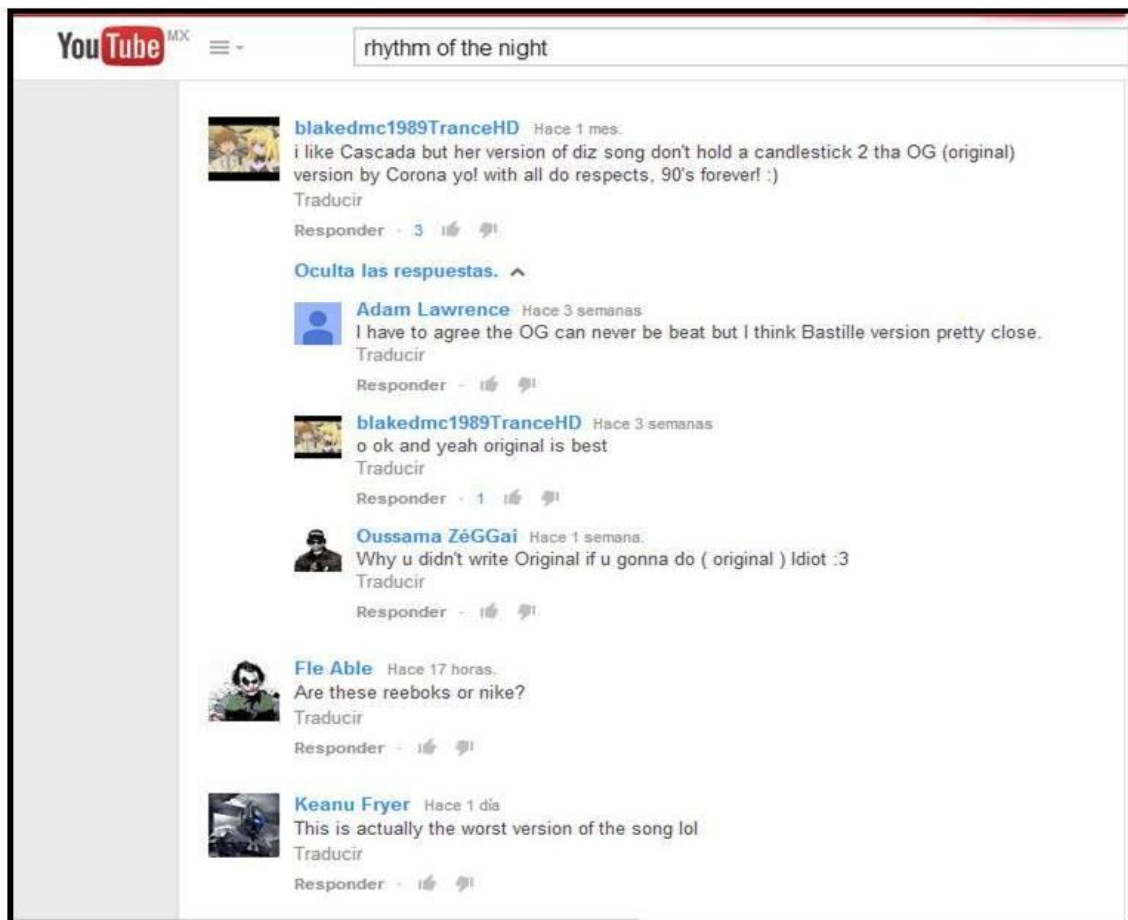 YouTube MX
rhythm of the night
blakedmc1989TranceHD Hace 1 mes.
i like Cascada but her version of diz song don't hold a candlestick 2 tha OG (original)
version by Corona yo! with all do respects, 90's forever! :)
Traducir
Responder · 3
Oculta las respuestas.
Adam Lawrence Hace 3 semanas
I have to agree the OG can never be beat but I think Bastille version pretty close.
Traducir
Responder ·
blakedmc1989TranceHD Hace 3 semanas
o ok and yeah original is best
Traducir
Responder · 1
Oussama ZéGGai Hace 1 semana.
Why u didn't write Original if u gonna do ( original ) Idiot :3
Traducir
Responder ·
Fle Able Hace 17 horas.
Are these reeboks or nike?
Traducir
Responder ·
Keanu Fryer Hace 1 día
This is actually the worst version of the song lol
Traducir
Responder ·